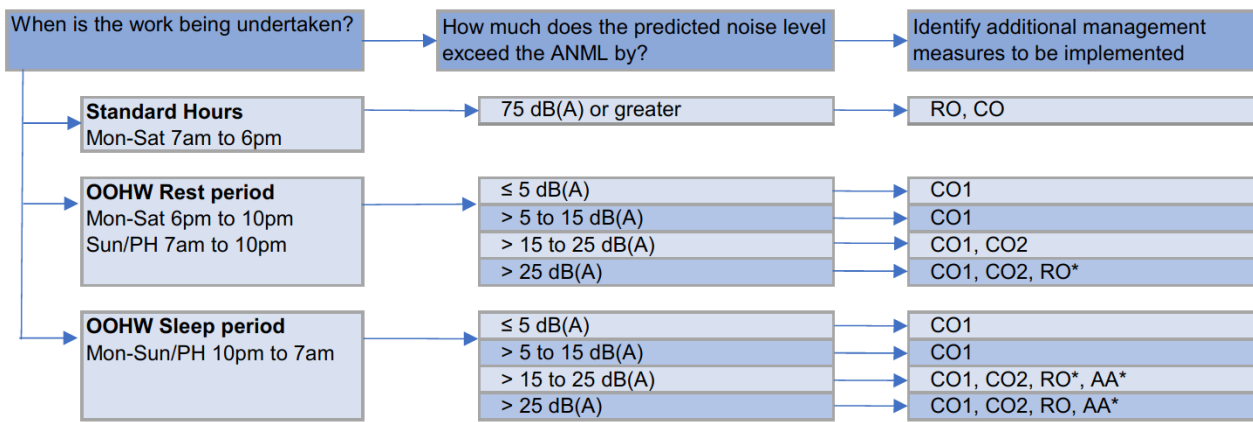 When is the work being undertaken?
How much does the predicted noise level
exceed the ANML by?
Identify additional management
measures to be implemented
Standard Hours
Mon-Sat 7am to 6pm
75 dB(A) or greater
RO, CO
OOHW Rest period
Mon-Sat 6pm to 10pm
Sun/PH 7am to 10pm
≤ 5 dB(A)
CO1
> 5 to 15 dB(A)
CO1
> 15 to 25 dB(A)
CO1, CO2
> 25 dB(A)
CO1, CO2, RO*
OOHW Sleep period
Mon-Sun/PH 10pm to 7am
≤ 5 dB(A)
CO1
> 5 to 15 dB(A)
CO1
> 15 to 25 dB(A)
CO1, CO2, RO*, AA*
> 25 dB(A)
CO1, CO2, RO, AA*